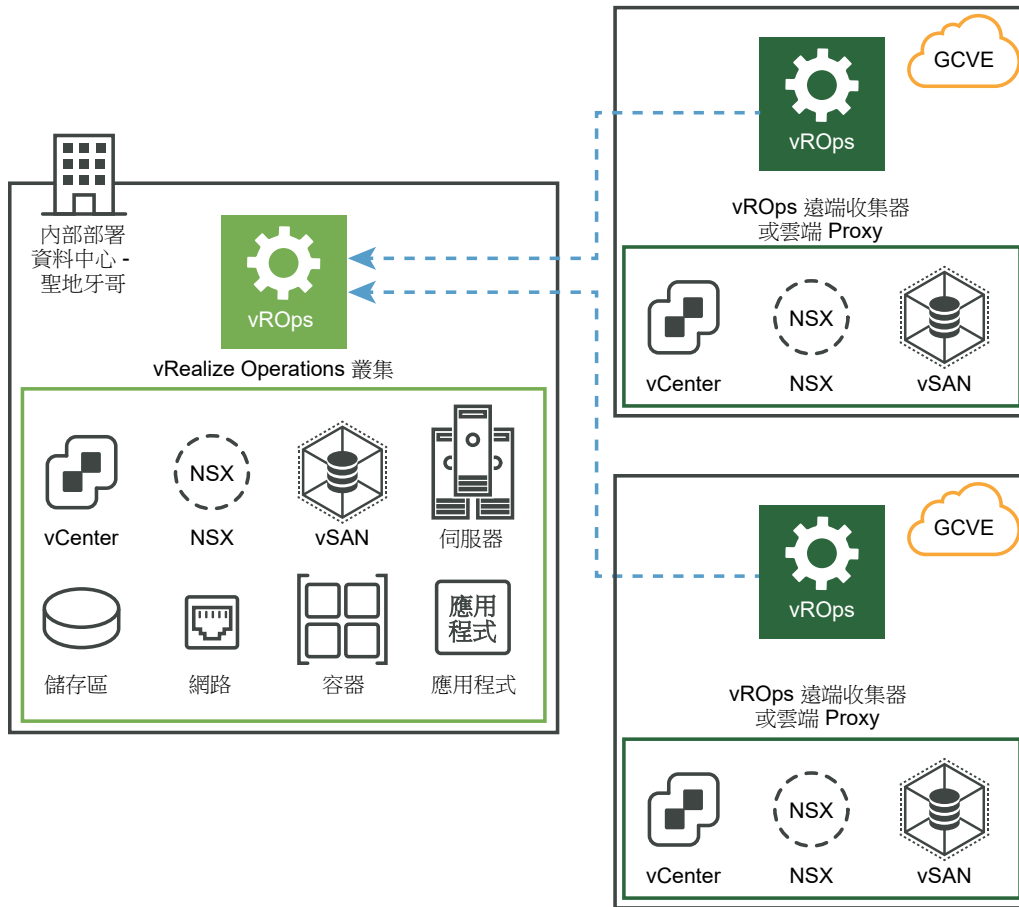 內部部署
資料中心 -
聖地牙哥
vROps
vRealize Operations 叢集
NSX
vCenter
NSX
vSAN
伺服器
應用
程式
儲存區
網路
容器
應用程式
GCVE
vROps
vROps 遠端收集器
或雲端 Proxy
NSX
vCenter
NSX
vSAN
GCVE
vROps
vROps 遠端收集器
或雲端 Proxy
NSX
vCenter
NSX
vSAN